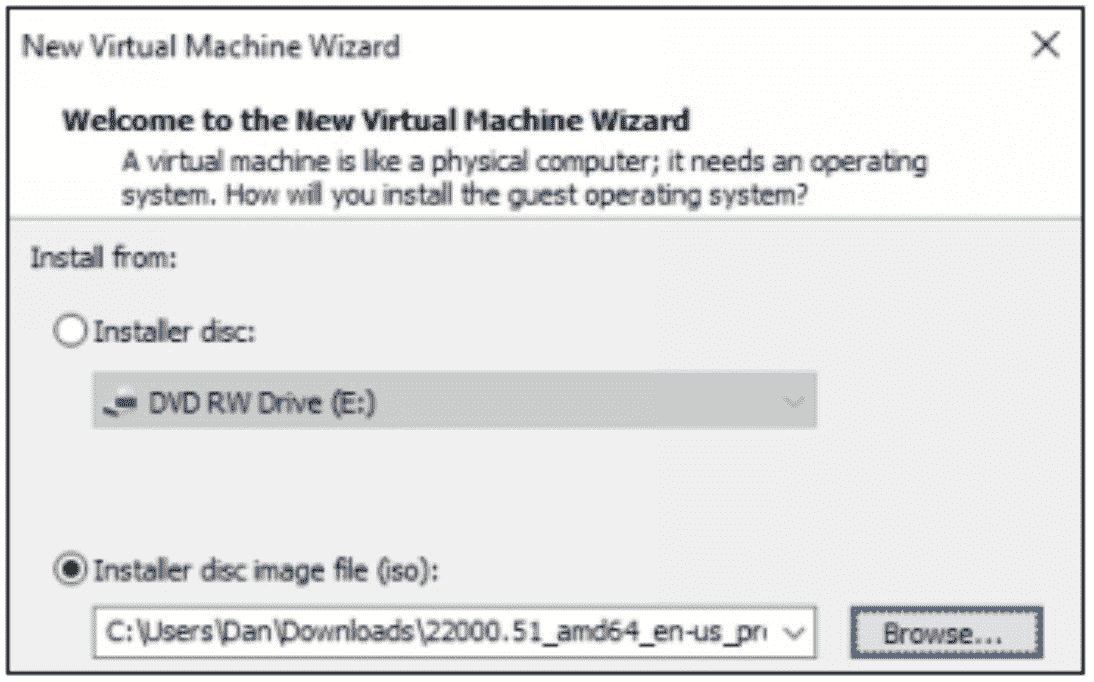 New Virtual Machine Wizard
Welcome to the New Virtual Machine Wizard
A virtual machine is like a physical computer; it needs an operating
system. How will you install the guest operating system?
Install from:
Installer disc:
DVD RW Drive (E:)
Installer disc image file (iso):
C:\Users\Dan\Downloads\22000.51_amd64_en-us_pr
Browse...